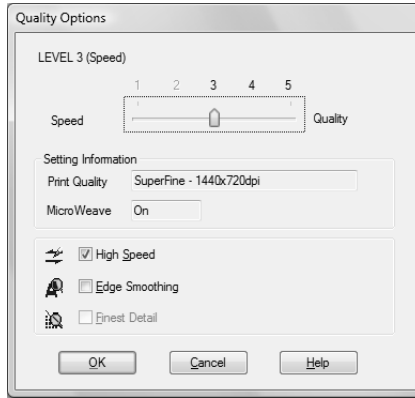 Quality Options
LEVEL 3 (Speed)
1 2 3 4 5
Speed Quality
Setting Information
Print Quality SuperFine - 1440x720dpi
MicroWeave On
High Speed
Edge Smoothing
Finest Detail
OK Cancel Help